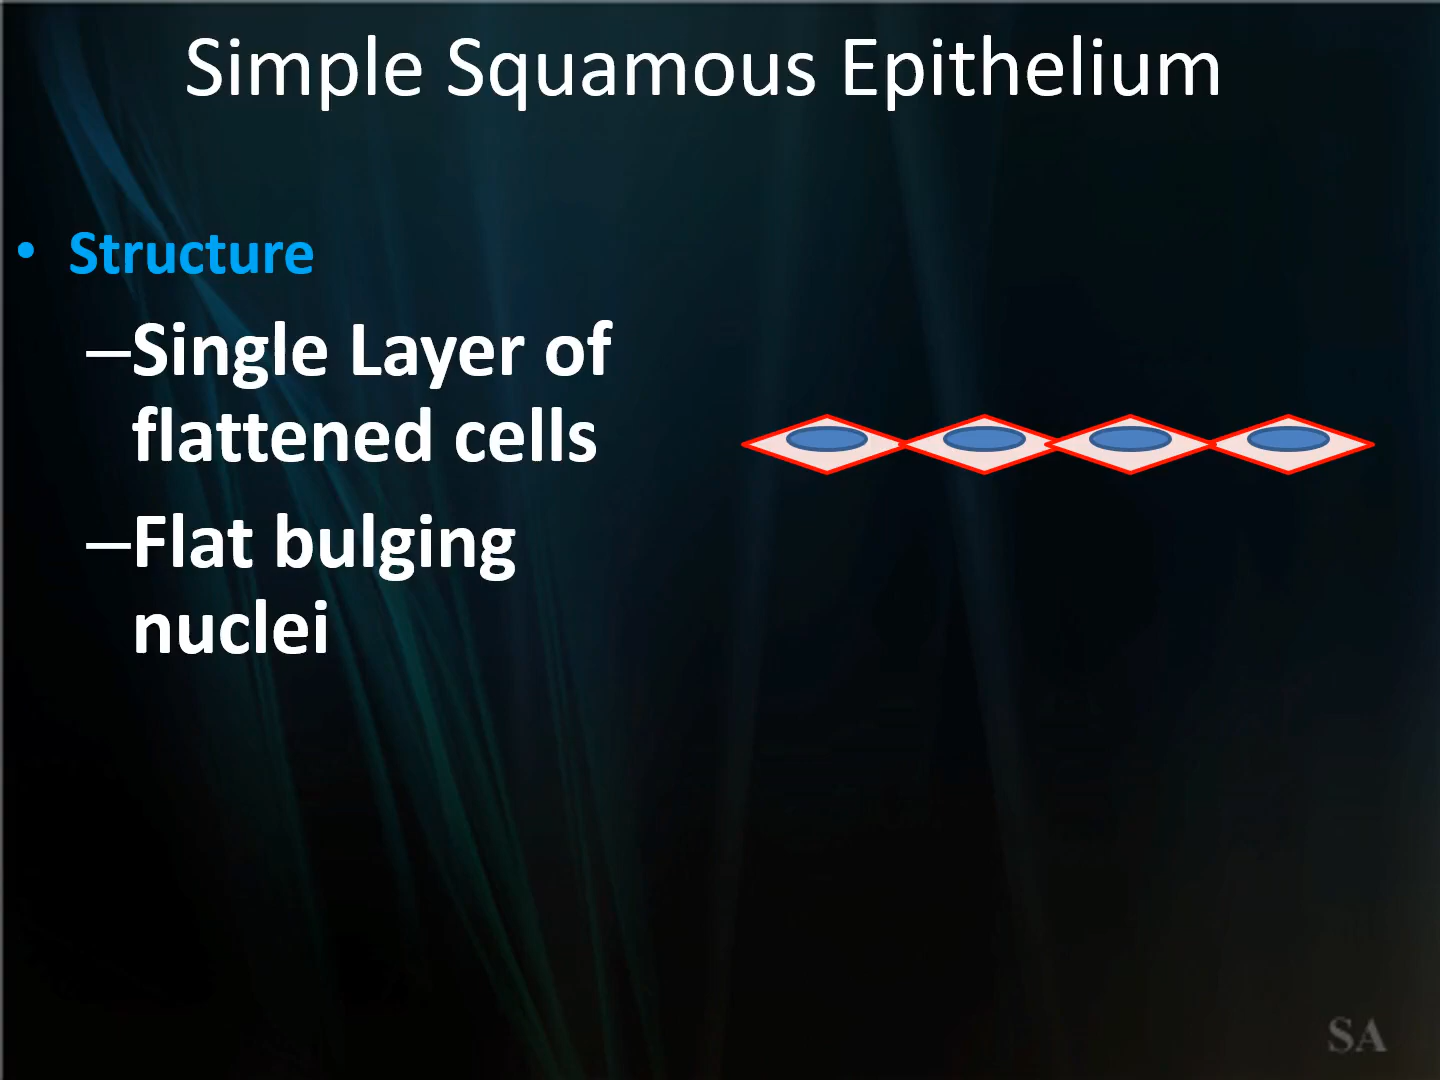 Simple Squamous Epithelium
• Structure
–Single Layer of
flattened cells
–Flat bulging
nuclei
SA